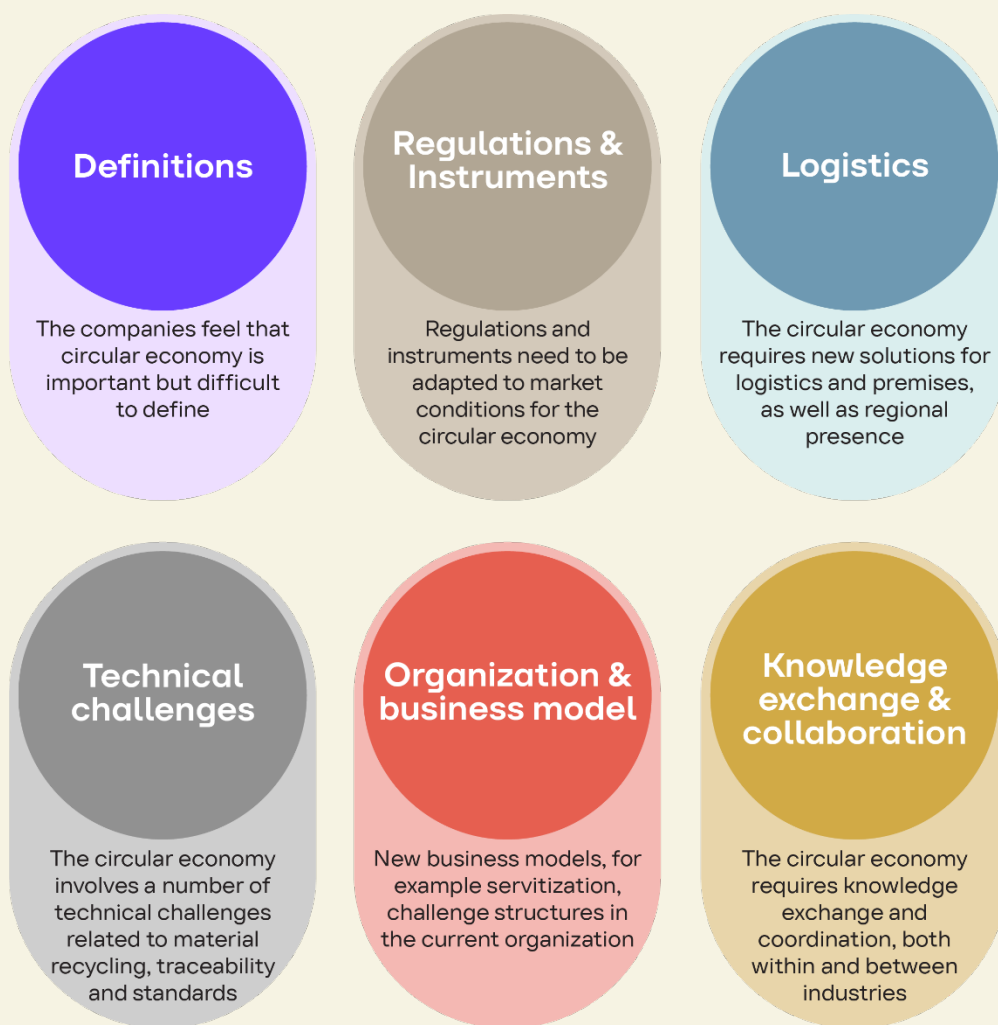 Definitions
The companies feel that
circular economy is
important but difficult
to define
Regulations &
Instruments
Regulations and
instruments need to be
adapted to market
conditions for the
circular economy
Logistics
The circular economy
requires new solutions for
logistics and premises,
as well as regional
presence
Technical
challenges
The circular economy
involves a number of
technical challenges
related to material
recycling, traceability
and standards
Organization &
business model
New business models, for
example servitization,
challenge structures in
the current organization
Knowledge
exchange &
collaboration
The circular economy
requires knowledge
exchange and
coordination, both
within and between
industries